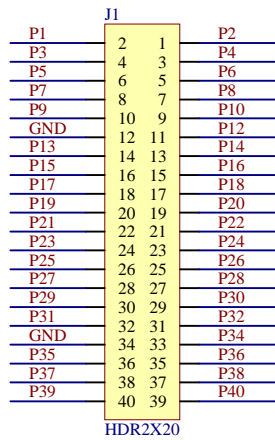 J1
P1 2 1 P2
P3 4 3 P4
P5 6 5 P6
P7 8 7 P8
P9 10 9 P10
GND 12 11 P12
P13 14 13 P14
P15 16 15 P16
P17 18 17 P18
P19 20 19 P20
P21 22 21 P22
P23 24 23 P24
P25 26 25 P26
P27 28 27 P28
P29 30 29 P30
P31 32 31 P32
GND 34 33 P34
P35 36 35 P36
P37 38 37 P38
P39 40 39 P40
HDR2X20